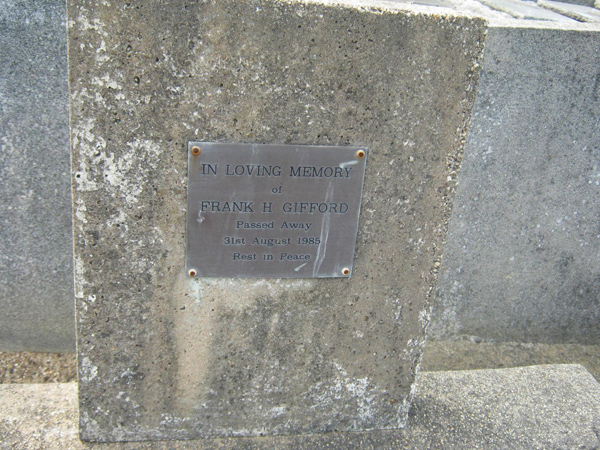 IN LOVING MEMORY
of
FRANK H GIFFORD
Passed Away
31st August 1985
Rest in Peace